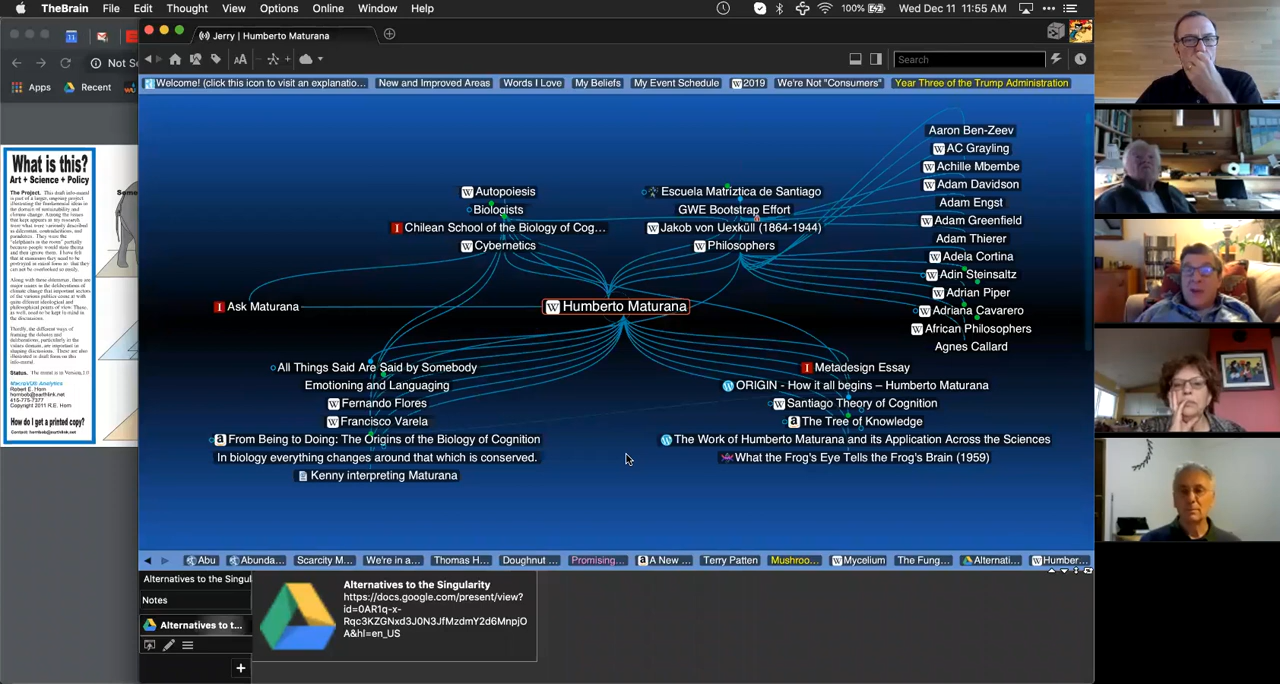 TheBrain File Edit Thought View Options Online Window Help 100% Wed Dec 11 11:55 AM
Jerry | Humberto Maturana
Not S
Apps Recent
AA
Search
Welcome! (click this icon to visit an explanatio... New and Improved Areas Words I Love My Beliefs My Event Schedule 2019 We're Not "Consumers" Year Three of the Trump Administration
What is this?
Art + Science + Policy
Autopoiesis
Biologists
Chilean School of the Biology of Cog...
Cybernetics
Escuela Matríztica de Santiago
GWE Bootstrap Effort
Jakob von Uexküll (1864-1944)
Philosophers
Aaron Ben-Zeev
AC Grayling
Achille Mbembe
Adam Davidson
Adam Engst
Adam Greenfield
Adam Thierer
Adela Cortina
Adin Steinsaltz
Adrian Piper
Adriana Cavarero
African Philosophers
Agnes Callard
Ask Maturana
Humberto Maturana
All Things Said Are Said by Somebody
Emotioning and Languaging
Fernando Flores
Francisco Varela
From Being to Doing: The Origins of the Biology of Cognition
In biology everything changes around that which is conserved.
Kenny interpreting Maturana
Metadesign Essay
ORIGIN - How it all begins – Humberto Maturana
Santiago Theory of Cognition
The Tree of Knowledge
The Work of Humberto Maturana and its Application Across the Sciences
What the Frog's Eye Tells the Frog's Brain (1959)
How do I get a printed copy?
Abu Abunda... Scarcity M... We're in a... Thomas H... Doughnut ... Promising... A New ... Terry Patten Mushroo... Mycelium The Fung... Alternati... Humber...
Alternatives to the Singul
Notes
Alternatives to t...
Alternatives to the Singularity
https://docs.google.com/present/view?
id=0AR1q-x-
Rqc3KZGNxd3J0N3JfMzdmY2d6MnpjO
A&hl=en_US